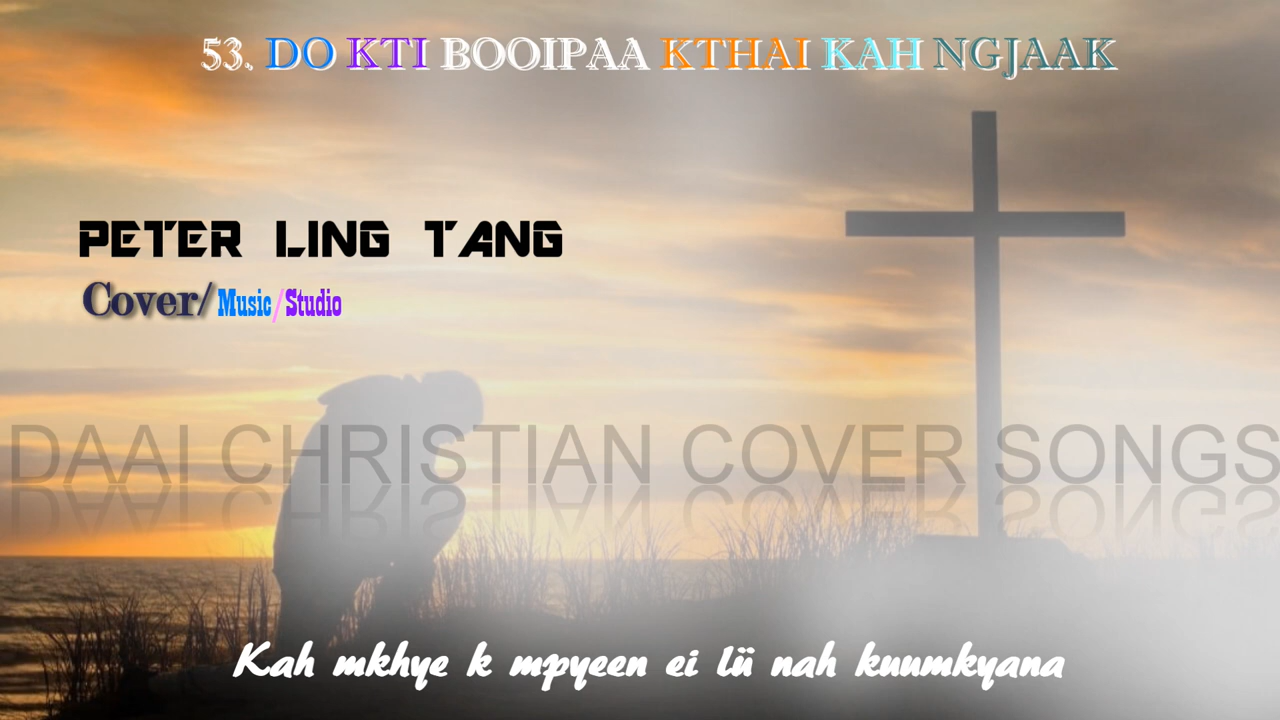 53. DO KTI BOOIPAA KTHAI KAH NGJAAK
PETER LING TANG
Cover/Music/Studio
DAAI CHRISTIAN COVER SONGS
Kah mkhye k mpyeen ei lü nah kuumkyana